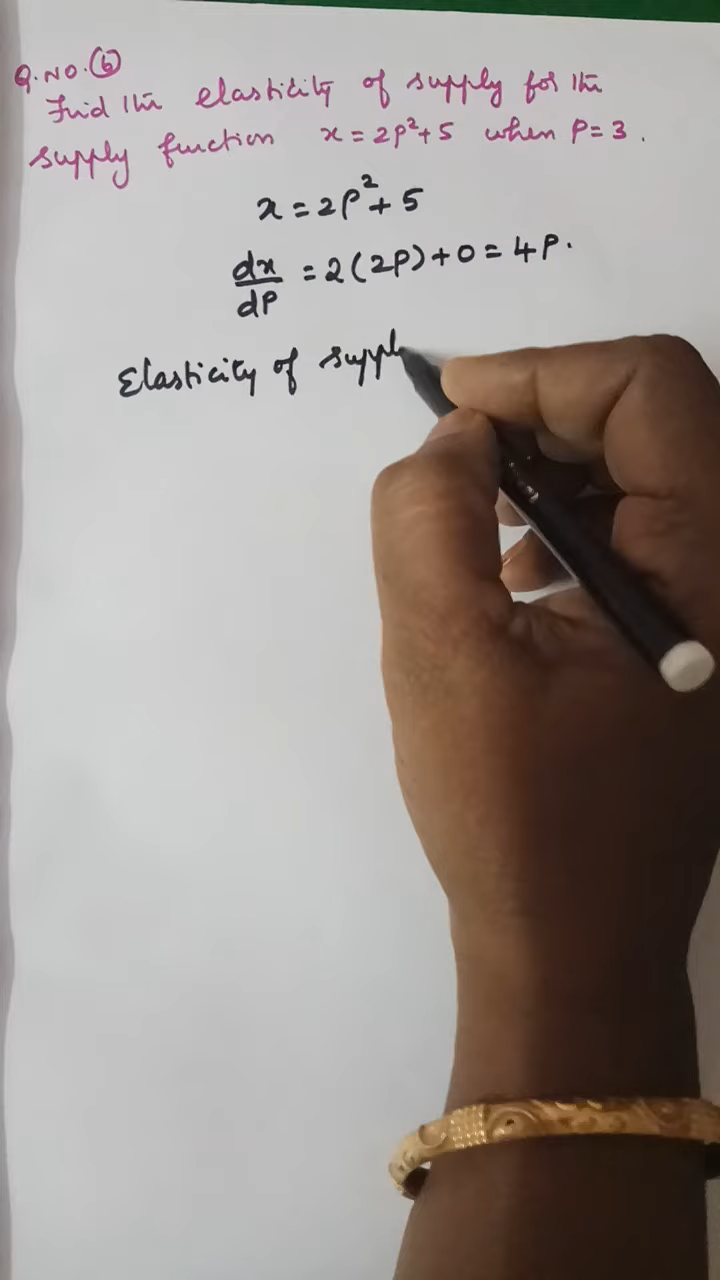 Q.NO.(6)
Find the elasticity of supply for the
supply function x = 2p²+5 when p = 3.
x = 2p²+5
dx/dp = 2(2p)+0 = 4p.
Elasticity of suppl